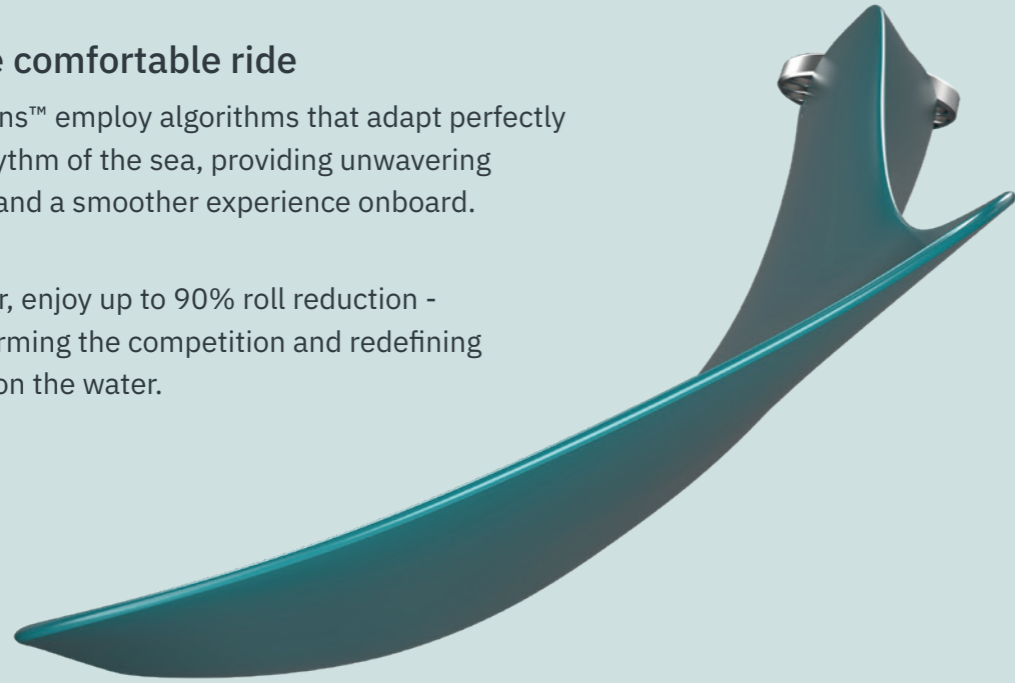 comfortable ride
ns™ employ algorithms that adapt perfectly
ythm of the sea, providing unwavering
and a smoother experience onboard.
r, enjoy up to 90% roll reduction -
rming the competition and redefining
on the water.